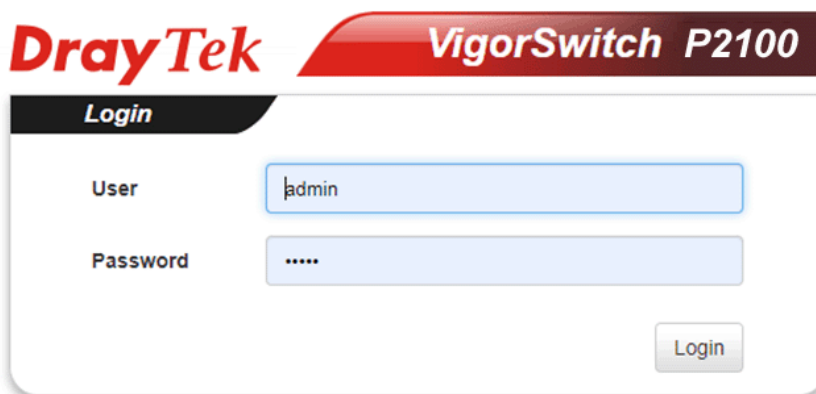 DrayTek VigorSwitch P2100
Login
User admin
Password •••••
Login